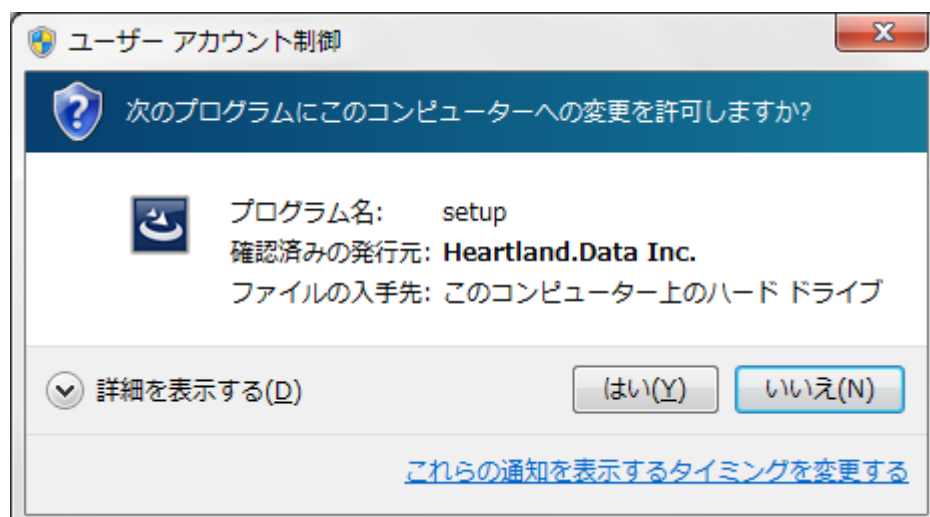 ユーザー アカウント制御
次のプログラムにこのコンピューターへの変更を許可しますか?
プログラム名: setup
確認済みの発行元: Heartland.Data Inc.
ファイルの入手先: このコンピューター上のハード ドライブ
詳細を表示する(D)
はい(Y)
いいえ(N)
これらの通知を表示するタイミングを変更する